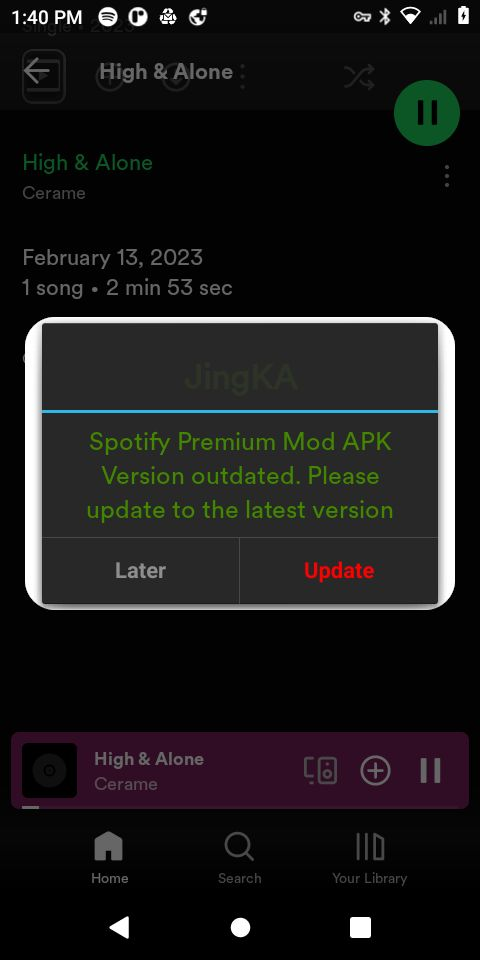 1:40 PM
Single • 2023
High & Alone
High & Alone
Cerame
February 13, 2023
1 song • 2 min 53 sec
JingKA
Spotify Premium Mod APK
Version outdated. Please
update to the latest version
Later
Update
High & Alone
Cerame
Home
Search
Your Library